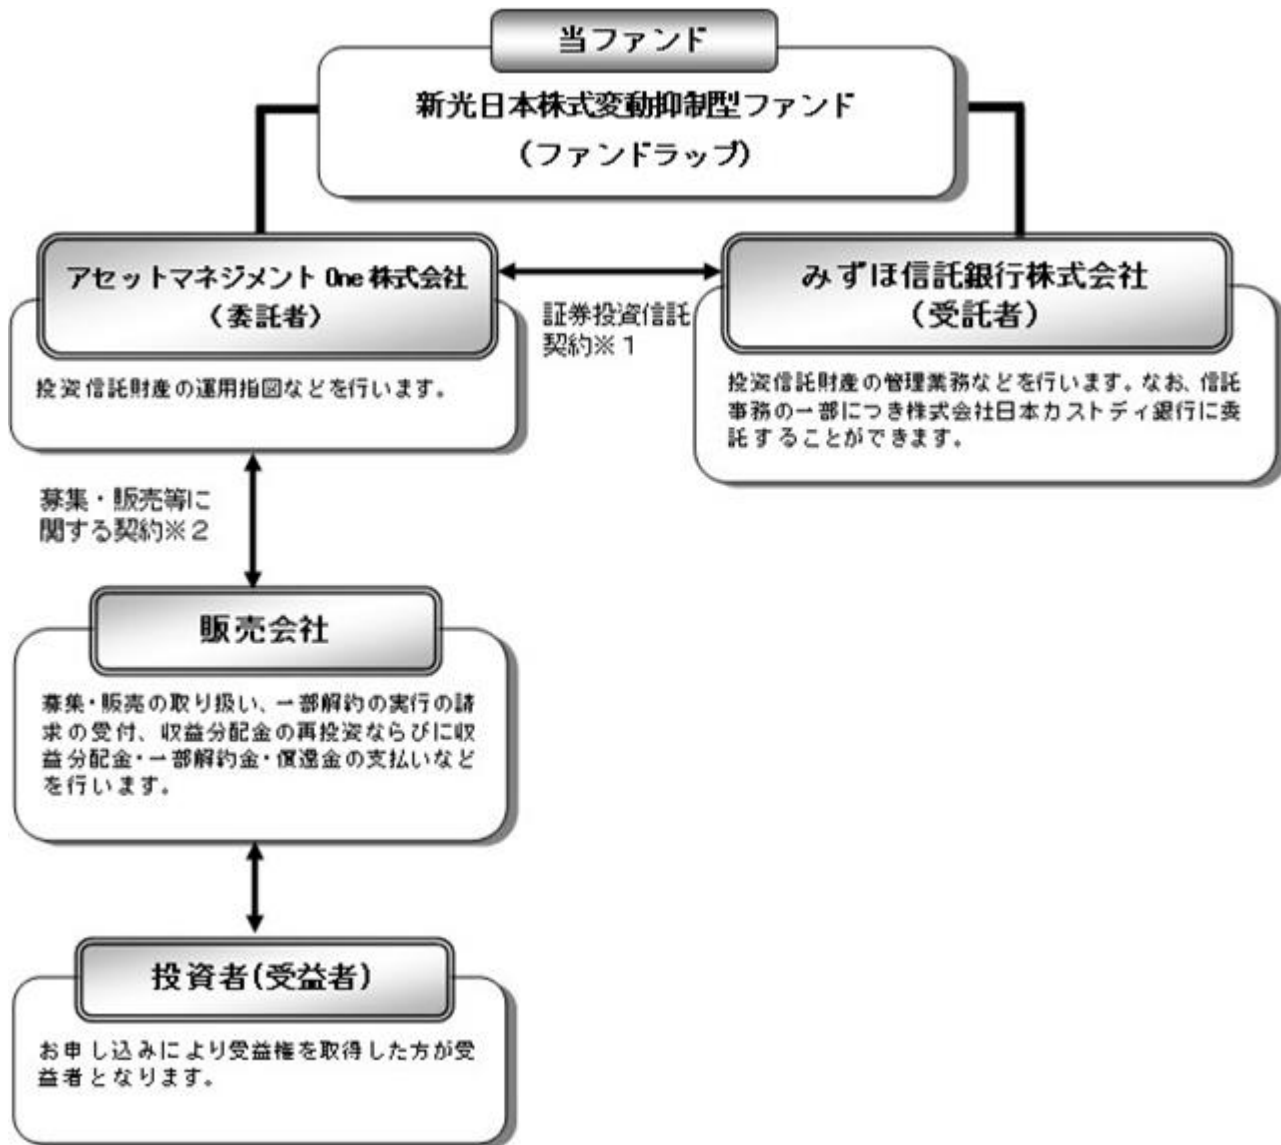 当ファンド
新光日本株式変動抑制型ファンド
（ファンドラップ）
アセットマネジメント One 株式会社
（委託者）
投資信託財産の運用指図などを行います。
証券投資信託
契約※１
みずほ信託銀行株式会社
（受託者）
投資信託財産の管理業務などを行います。なお、信託
事務の一部につき株式会社日本カストディ銀行に委
託することができます。
募集・販売等に
関する契約※２
販売会社
募集・販売の取り扱い、一部解約の実行の請
求の受付、収益分配金の再投資ならびに収
益分配金・一部解約金・償還金の支払いなど
を行います。
投資者（受益者）
お申し込みにより受益権を取得した方が受
益者となります。